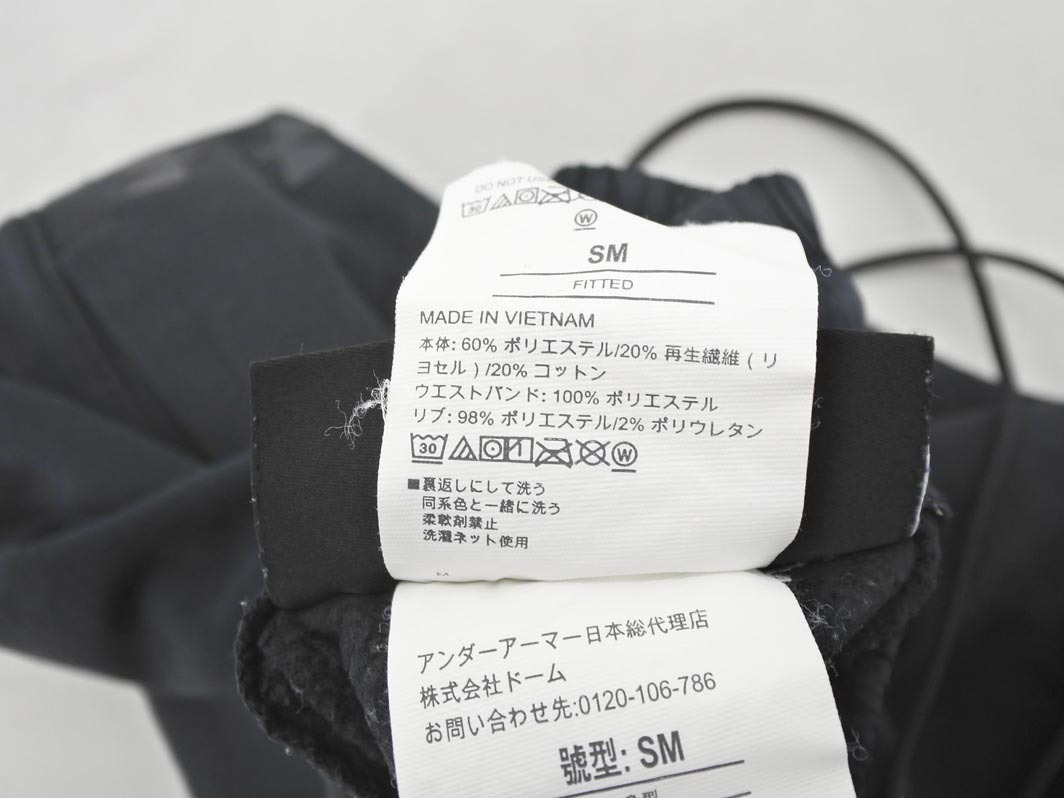 DO NOT
30
W
SM
FITTED
MADE IN VIETNAM
本体: 60% ポリエステル/20% 再生繊維 ( リ
ヨセル ) /20% コットン
ウエストバンド: 100% ポリエステル
リブ: 98% ポリエステル/2% ポリウレタン
30 W
■裏返しにして洗う
同系色と一緒に洗う
柔軟剤禁止
洗濯ネット使用
アンダーアーマー日本総代理店
株式会社ドーム
お問い合わせ先:0120-106-786
號型: SM